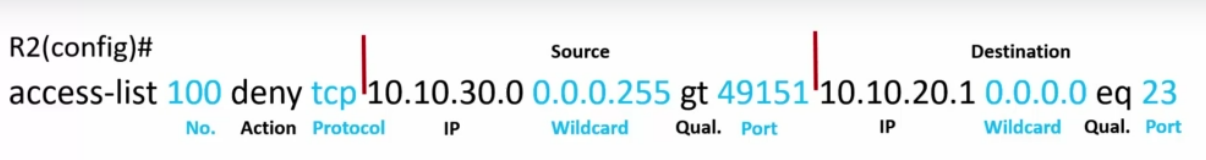 R2(config)#
Source Destination
access-list 100 deny tcp 10.10.30.0 0.0.0.255 gt 49151 10.10.20.1 0.0.0.0 eq 23
No. Action Protocol IP Wildcard Qual. Port IP Wildcard Qual. Port